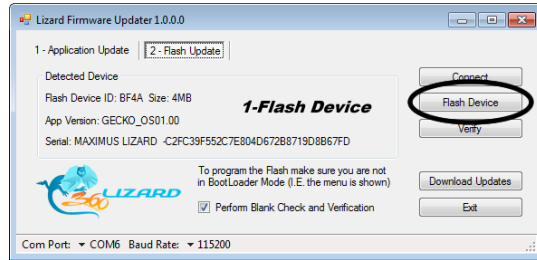 Lizard Firmware Updater 1.0.0.0
1 - Application Update
2 - Flash Update
Detected Device
Connect
Flash Device ID: BF4A Size: 4MB
1-Flash Device
Flash Device
App Version: GECKO_OS01.00
Verify
Serial: MAXIMUS LIZARD -C2FC39F552C7E804D672B8719D8B67FD
To program the Flash make sure you are not
in BootLoader Mode (I.E. the menu is shown)
Download Updates
360 LIZARD
Perform Blank Check and Verification
Exit
Com Port: COM6 Baud Rate: 115200